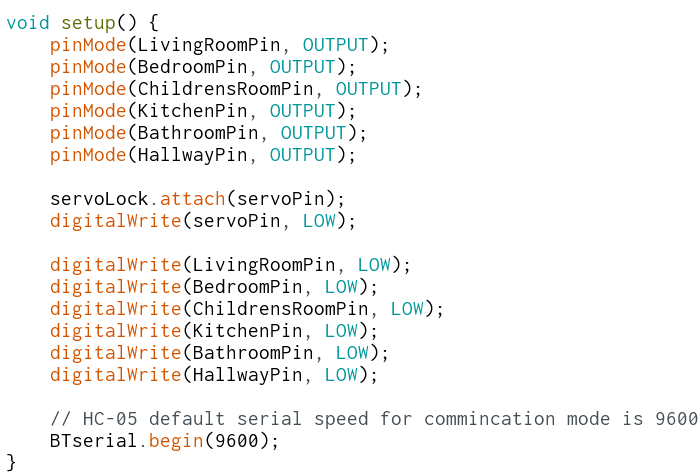 void setup() {
    pinMode(LivingRoomPin, OUTPUT);
    pinMode(BedroomPin, OUTPUT);
    pinMode(ChildrensRoomPin, OUTPUT);
    pinMode(KitchenPin, OUTPUT);
    pinMode(BathroomPin, OUTPUT);
    pinMode(HallwayPin, OUTPUT);

    servoLock.attach(servoPin);
    digitalWrite(servoPin, LOW);

    digitalWrite(LivingRoomPin, LOW);
    digitalWrite(BedroomPin, LOW);
    digitalWrite(ChildrensRoomPin, LOW);
    digitalWrite(KitchenPin, LOW);
    digitalWrite(BathroomPin, LOW);
    digitalWrite(HallwayPin, LOW);

    // HC-05 default serial speed for commincation mode is 9600
    BTserial.begin(9600);
}